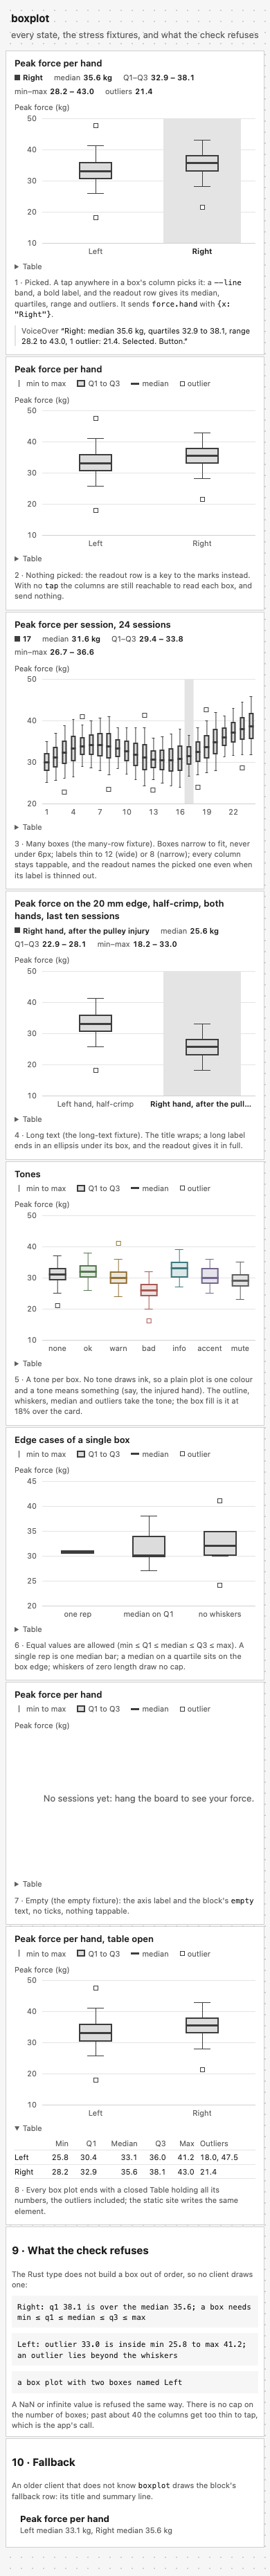 boxplot
every state, the stress fixtures, and what the check refuses
Peak force per hand
Right median 35.6 kg Q1–Q3 32.9 – 38.1
min–max 28.2 – 43.0 outliers 21.4
Peak force (kg)
50
40
30
20
10
Left Right
▶ Table
1 · Picked. A tap anywhere in a box's column picks it: a --line
band, a bold label, and the readout row gives its median,
quartiles, range and outliers. It sends force.hand with {x:
"Right"}.
VoiceOver “Right: median 35.6 kg, quartiles 32.9 to 38.1, range
28.2 to 43.0, 1 outlier: 21.4. Selected. Button.”
Peak force per hand
min to max Q1 to Q3 median outlier
Peak force (kg)
50
40
30
20
10
Left Right
▶ Table
2 · Nothing picked: the readout row is a key to the marks instead.
With no tap the columns are still reachable to read each box, and
send nothing.
Peak force per session, 24 sessions
17 median 31.6 kg Q1–Q3 29.4 – 33.8
min–max 26.7 – 36.6
Peak force (kg)
50
40
30
20
1 4 7 10 13 16 19 22
▶ Table
3 · Many boxes (the many-row fixture). Boxes narrow to fit, never
under 6px; labels thin to 12 (wide) or 8 (narrow); every column
stays tappable, and the readout names the picked one even when
its label is thinned out.
Peak force on the 20 mm edge, half-crimp, both
hands, last ten sessions
Right hand, after the pulley injury median 25.6 kg
Q1–Q3 22.9 – 28.1 min–max 18.2 – 33.0
Peak force (kg)
50
40
30
20
10
Left hand, half-crimp Right hand, after the pull…
▶ Table
4 · Long text (the long-text fixture). The title wraps; a long label
ends in an ellipsis under its box, and the readout gives it in full.
Tones
min to max Q1 to Q3 median outlier
Peak force (kg)
50
40
30
20
10
none ok warn bad info accent mute
▶ Table
5 · A tone per box. No tone draws ink, so a plain plot is one colour
and a tone means something (say, the injured hand). The outline,
whiskers, median and outliers take the tone; the box fill is it at
18% over the card.
Edge cases of a single box
min to max Q1 to Q3 median outlier
Peak force (kg)
45
40
35
30
25
20
one rep median on Q1 no whiskers
▶ Table
6 · Equal values are allowed (min ≤ Q1 ≤ median ≤ Q3 ≤ max). A
single rep is one median bar; a median on a quartile sits on the
box edge; whiskers of zero length draw no cap.
Peak force per hand
min to max Q1 to Q3 median outlier
Peak force (kg)
No sessions yet: hang the board to see your force.
▶ Table
7 · Empty (the empty fixture): the axis label and the block's empty
text, no ticks, nothing tappable.
Peak force per hand, table open
min to max Q1 to Q3 median outlier
Peak force (kg)
50
40
30
20
10
Left Right
▼ Table
Min Q1 Median Q3 Max Outliers
Left 25.8 30.4 33.1 36.0 41.2 18.0, 47.5
Right 28.2 32.9 35.6 38.1 43.0 21.4
8 · Every box plot ends with a closed Table holding all its
numbers, the outliers included; the static site writes the same
element.
9 · What the check refuses
The Rust type does not build a box out of order, so no client draws
one:
Right: q1 38.1 is over the median 35.6; a box needs
min ≤ q1 ≤ median ≤ q3 ≤ max
Left: outlier 33.0 is inside min 25.8 to max 41.2;
an outlier lies beyond the whiskers
a box plot with two boxes named Left
A NaN or infinite value is refused the same way. There is no cap on
the number of boxes; past about 40 the columns get too thin to tap,
which is the app's call.
10 · Fallback
An older client that does not know boxplot draws the block's
fallback row: its title and summary line.
Peak force per hand
Left median 33.1 kg, Right median 35.6 kg